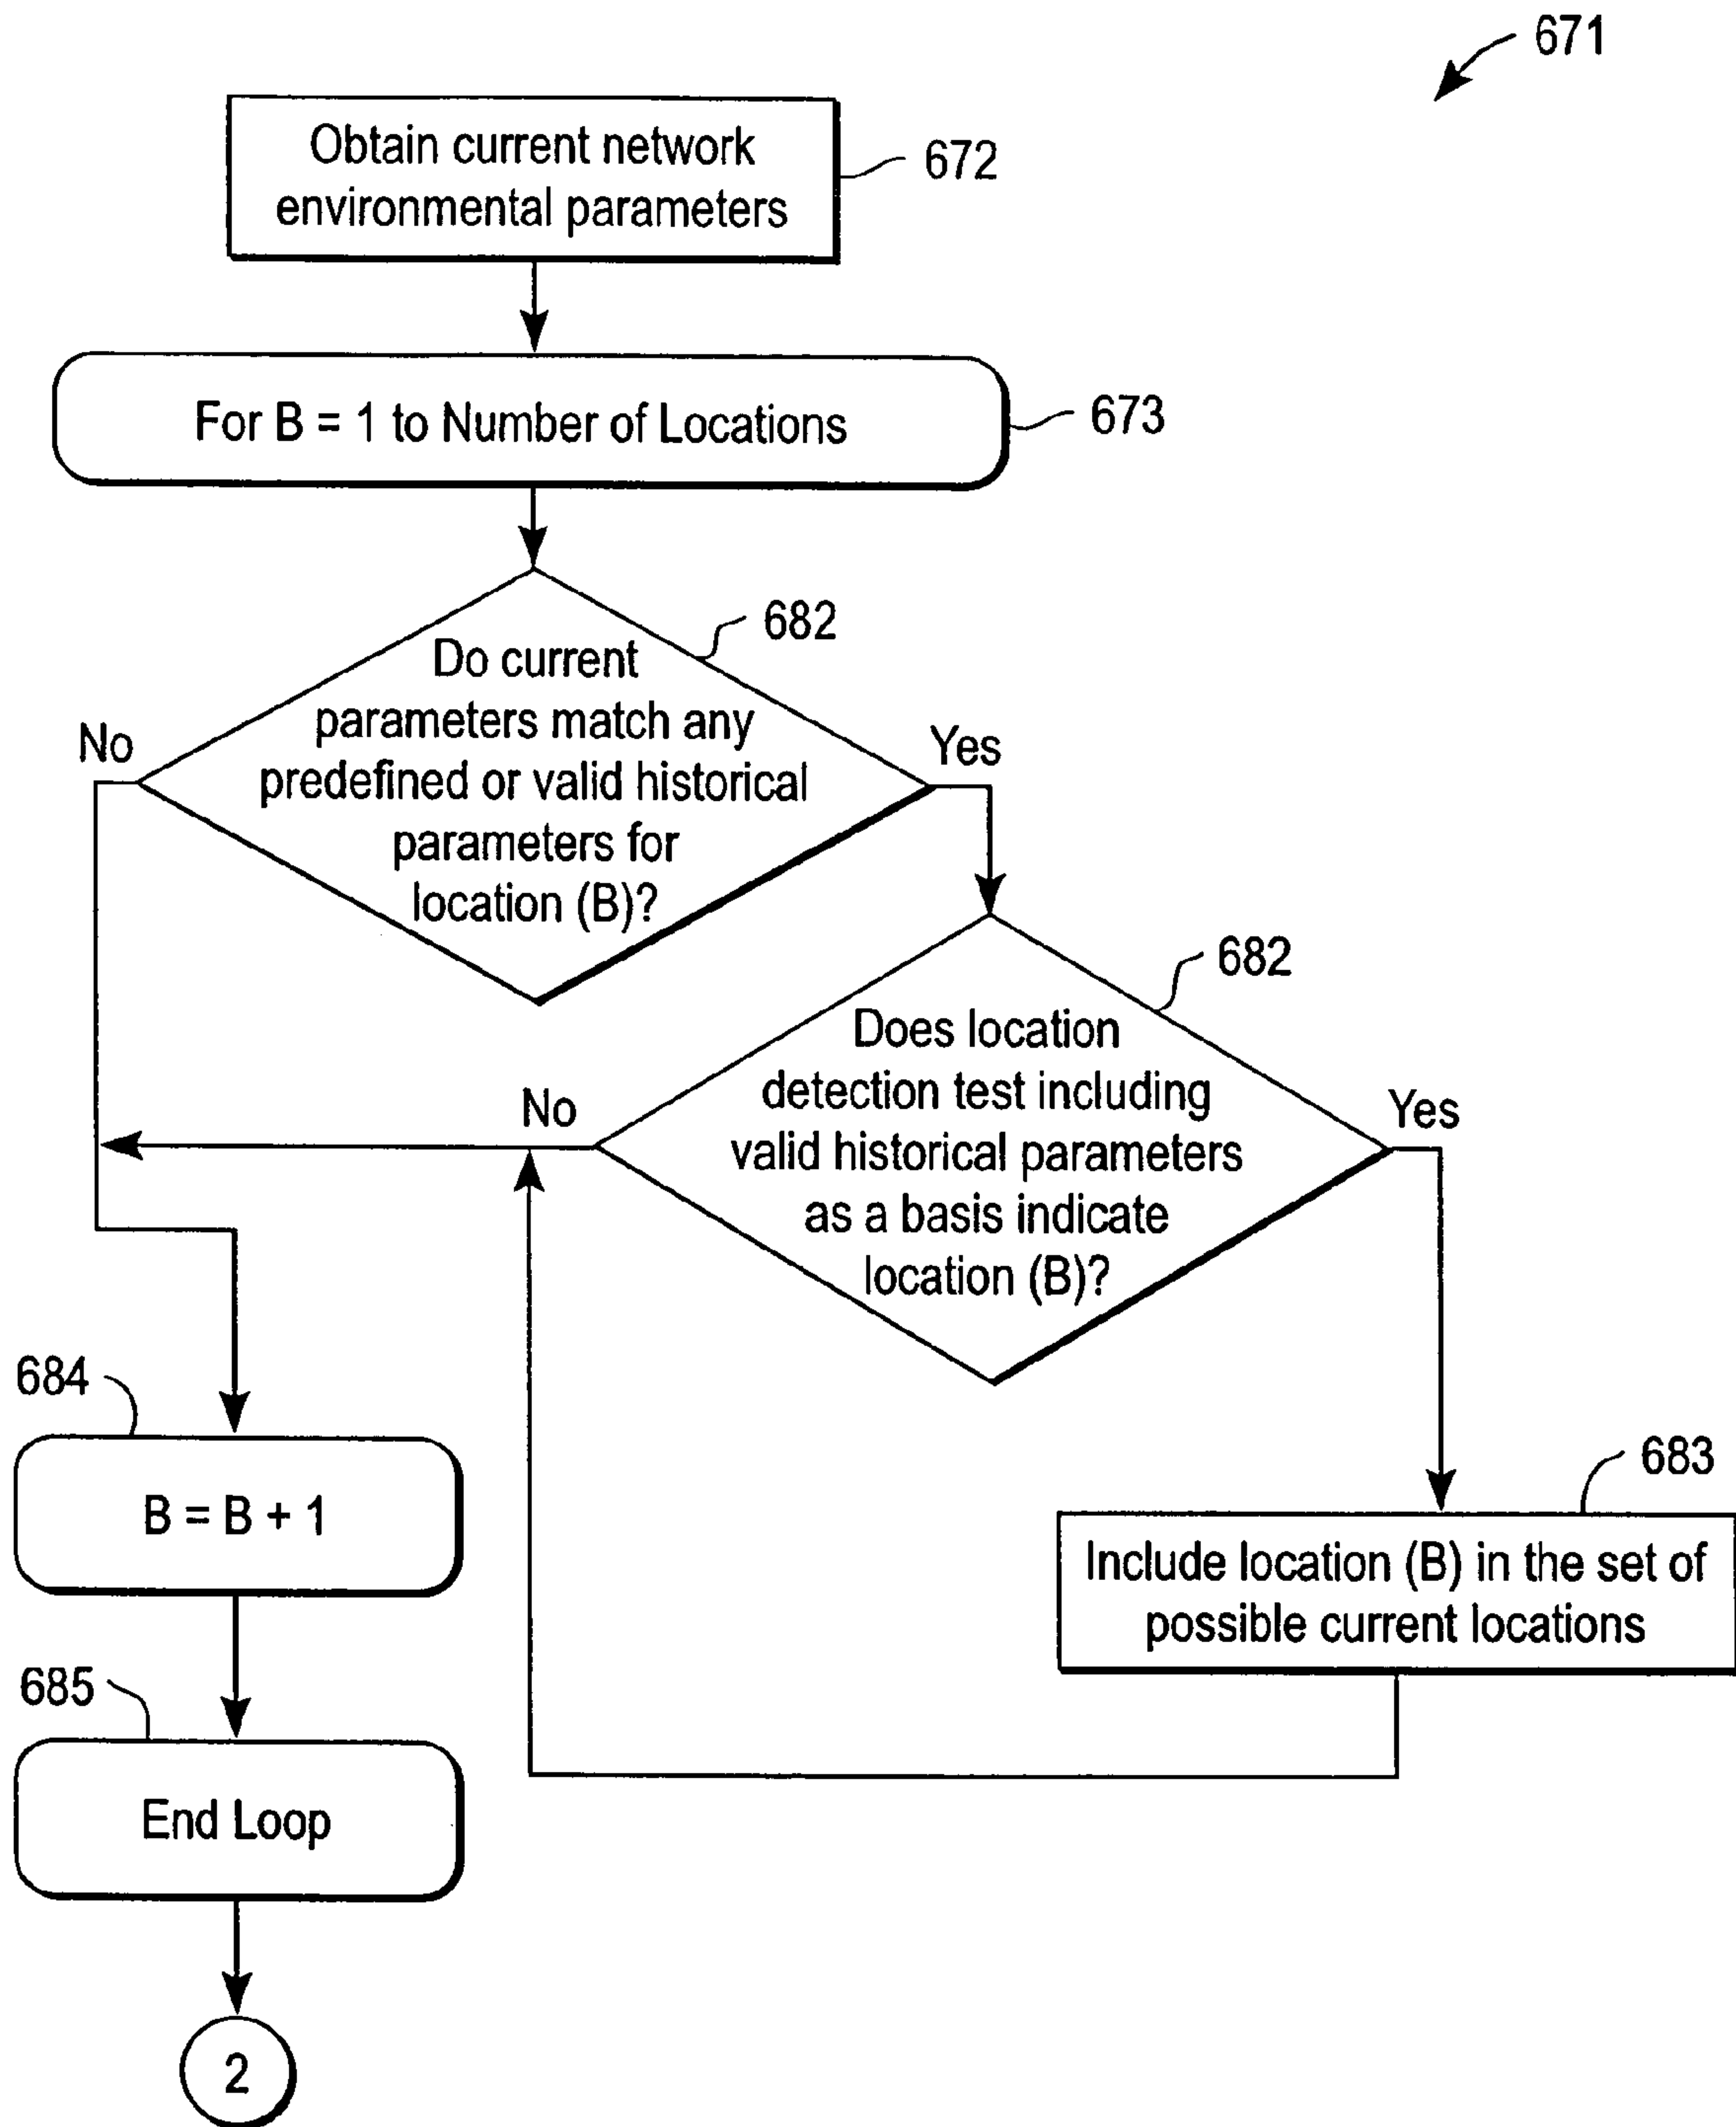 671
Obtain current network
environmental parameters
672
For B = 1 to Number of Locations
673
682
Do current
parameters match any
predefined or valid historical
parameters for
location (B)?
No
Yes
682
Does location
detection test including
valid historical parameters
as a basis indicate
location (B)?
No
Yes
684
B = B + 1
683
Include location (B) in the set of
possible current locations
685
End Loop
2